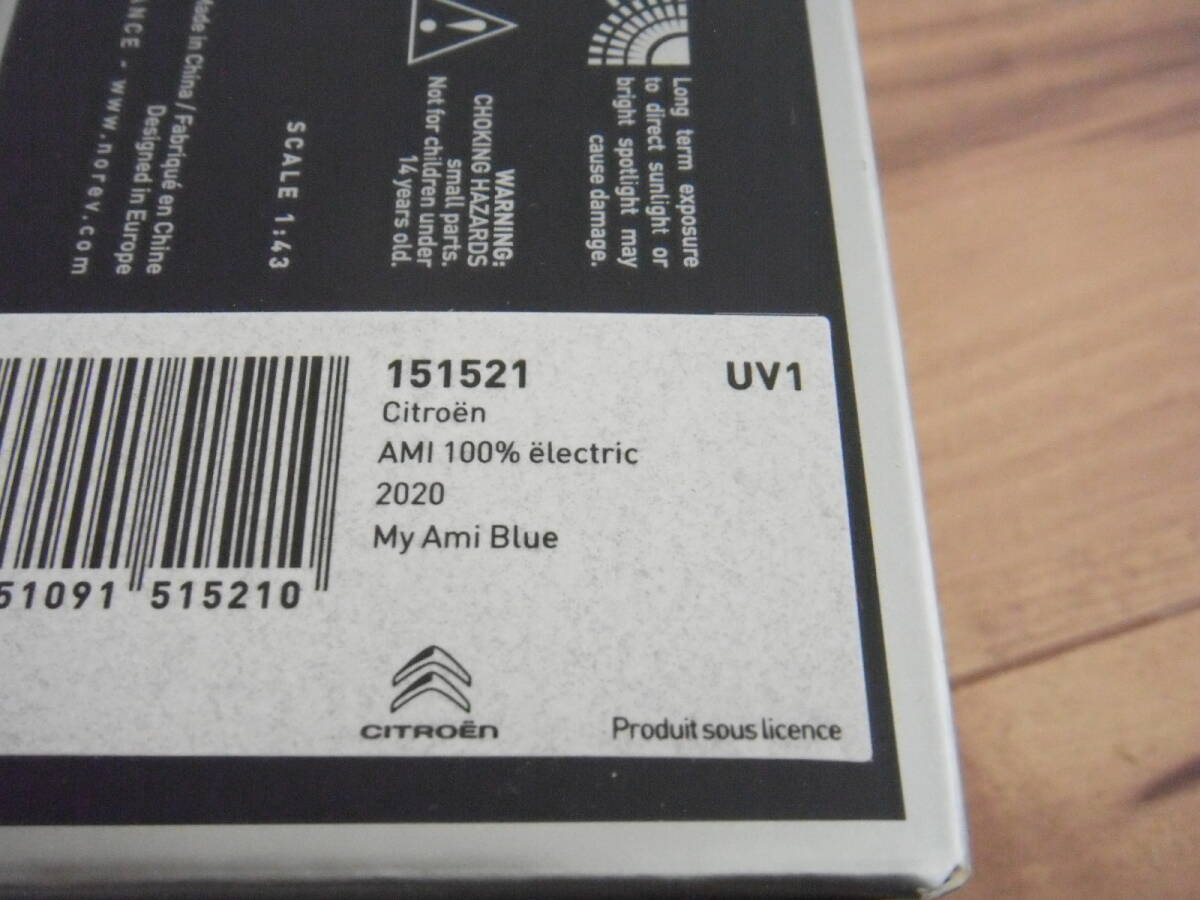 Long term exposure
to direct sunlight or
bright spotlight may
cause damage.
WARNING:
CHOKING HAZARDS
small parts.
Not for children under
14 years old.
SCALE 1:43
Made in China / Fabriqué en Chine
Designed in Europe
- www.norev.com
151521
UV1
Citroën
AMI 100% ëlectric
2020
My Ami Blue
51091 515210
CITROËN
Produit sous licence